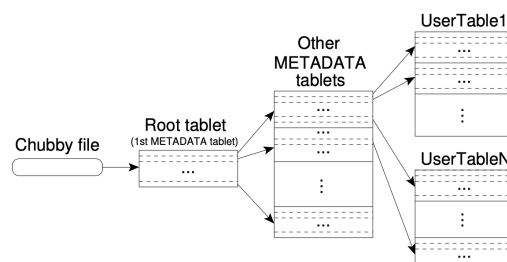 UserTable1
Other
METADATA
tablets
Root tablet
(1st METADATA tablet)
Chubby file
UserTableN
...
...
...
...
...
...
...
...
...
...
...
...